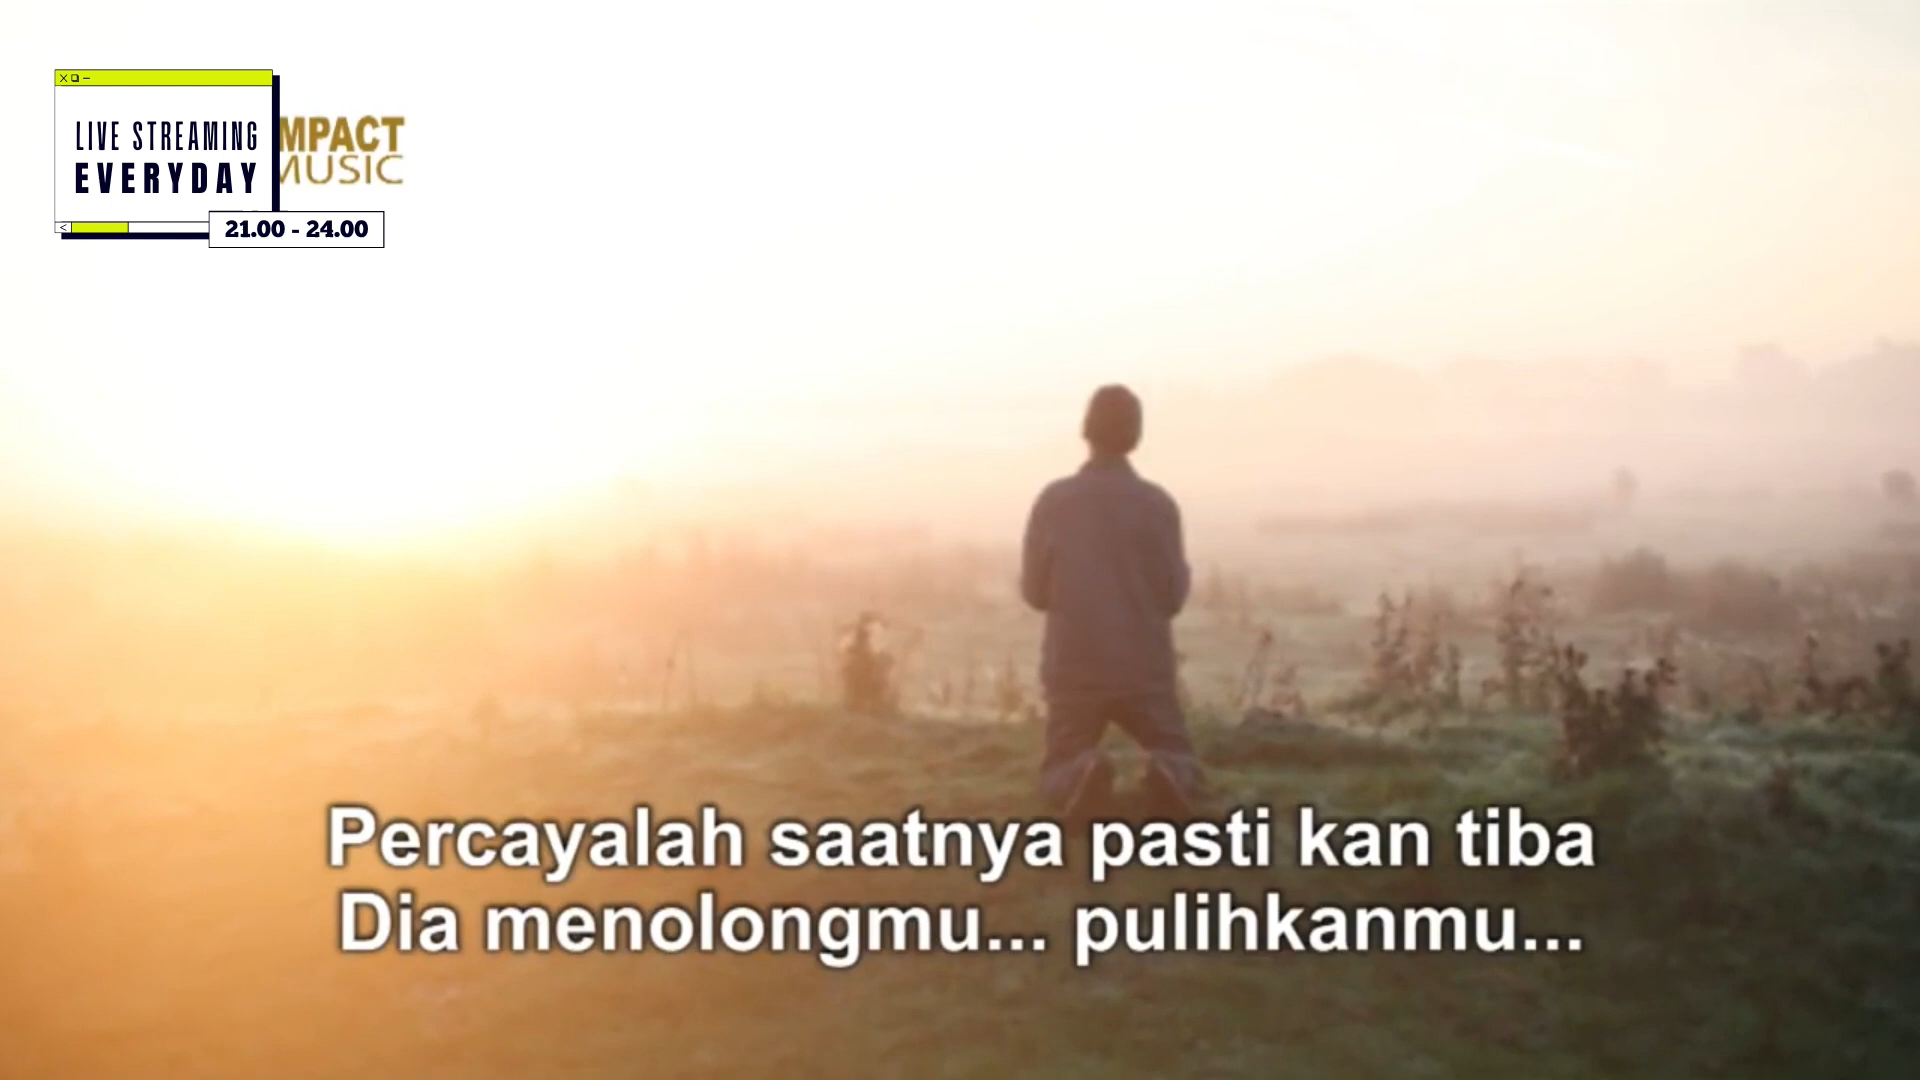 LIVE STREAMING
EVERYDAY
MPACT
MUSIC
21.00 - 24.00
Percayalah saatnya pasti kan tiba
Dia menolongmu... pulihkanmu...